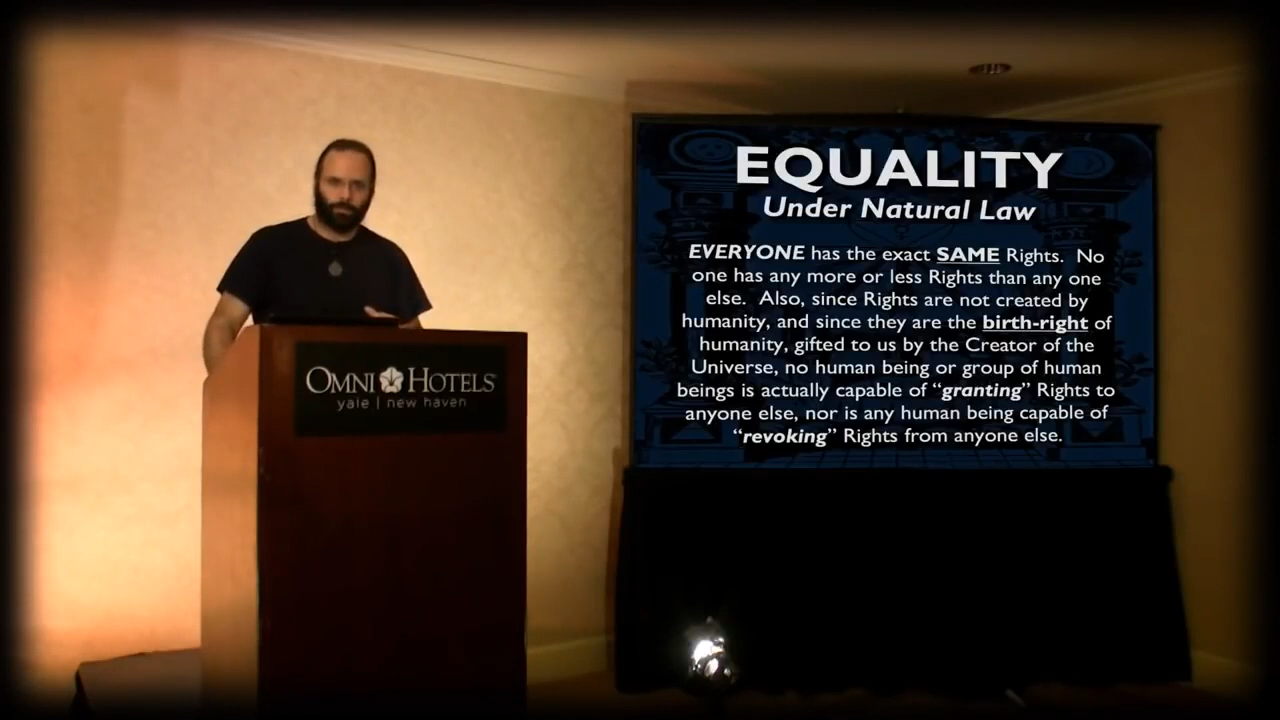 EQUALITY
Under Natural Law
EVERYONE has the exact SAME Rights. No
one has any more or less Rights than any one
else. Also, since Rights are not created by
humanity, and since they are the birth-right of
humanity, gifted to us by the Creator of the
Universe, no human being or group of human
beings is actually capable of “granting” Rights to
anyone else, nor is any human being capable of
“revoking” Rights from anyone else.
OMNI HOTELS
yale | new haven